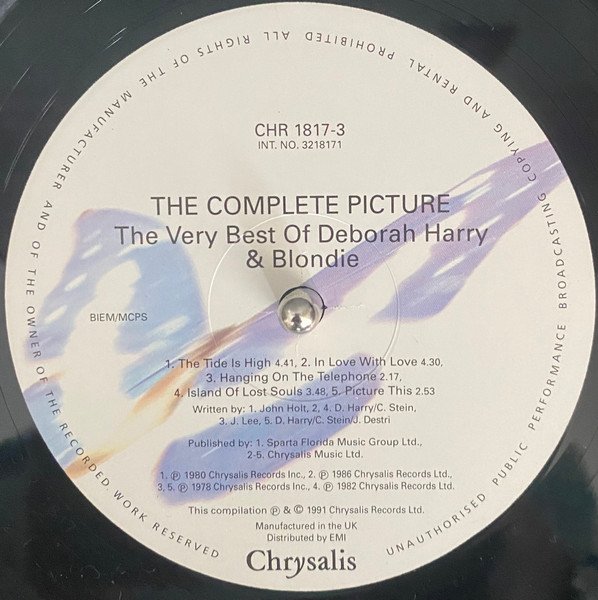 CHR 1817-3
INT. NO. 3218171
THE COMPLETE PICTURE
The Very Best Of Deborah Harry
& Blondie
BIEM/MCPS
1. The Tide Is High 4.41, 2. In Love With Love 4.30,
3. Hanging On The Telephone 2.17,
4. Island Of Lost Souls 3.48, 5. Picture This 2.53
Written by: 1. John Holt, 2, 4. D. Harry/C. Stein,
3. J. Lee, 5. D. Harry/C. Stein/J. Destri
Published by: 1. Sparta Florida Music Group Ltd.,
2-5. Chrysalis Music Ltd.
1. ℗ 1980 Chrysalis Records Inc., 2. ℗ 1986 Chrysalis Records Ltd.,
3, 5. ℗ 1978 Chrysalis Records Inc., 4. ℗ 1982 Chrysalis Records Ltd.
This compilation ℗ & © 1991 Chrysalis Records Ltd.
Manufactured in the UK
Distributed by EMI
Chrysalis
ALL RIGHTS OF THE MANUFACTURER AND OF THE OWNER OF THE RECORDED WORK RESERVED
UNAUTHORISED PUBLIC PERFORMANCE BROADCASTING COPYING AND RENTAL PROHIBITED